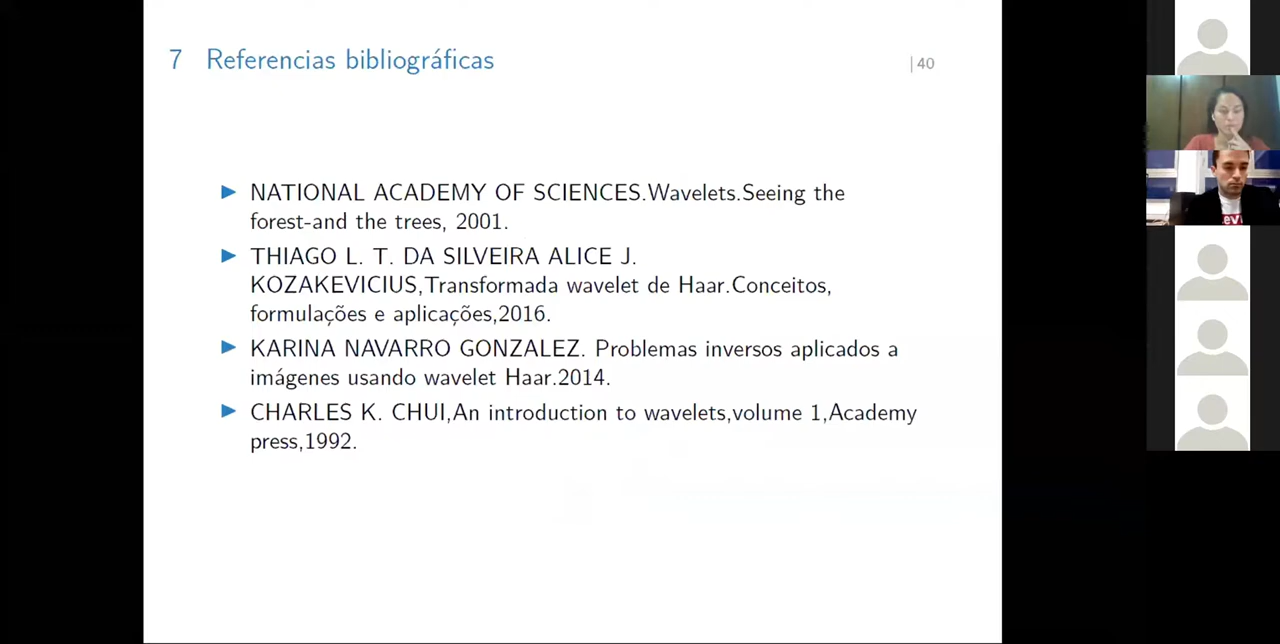 7 Referencias bibliográficas
| 40
▶ NATIONAL ACADEMY OF SCIENCES.Wavelets.Seeing the
forest-and the trees, 2001.
▶ THIAGO L. T. DA SILVEIRA ALICE J.
KOZAKEVICIUS,Transformada wavelet de Haar.Conceitos,
formulações e aplicações,2016.
▶ KARINA NAVARRO GONZALEZ. Problemas inversos aplicados a
imágenes usando wavelet Haar.2014.
▶ CHARLES K. CHUI,An introduction to wavelets,volume 1,Academy
press,1992.